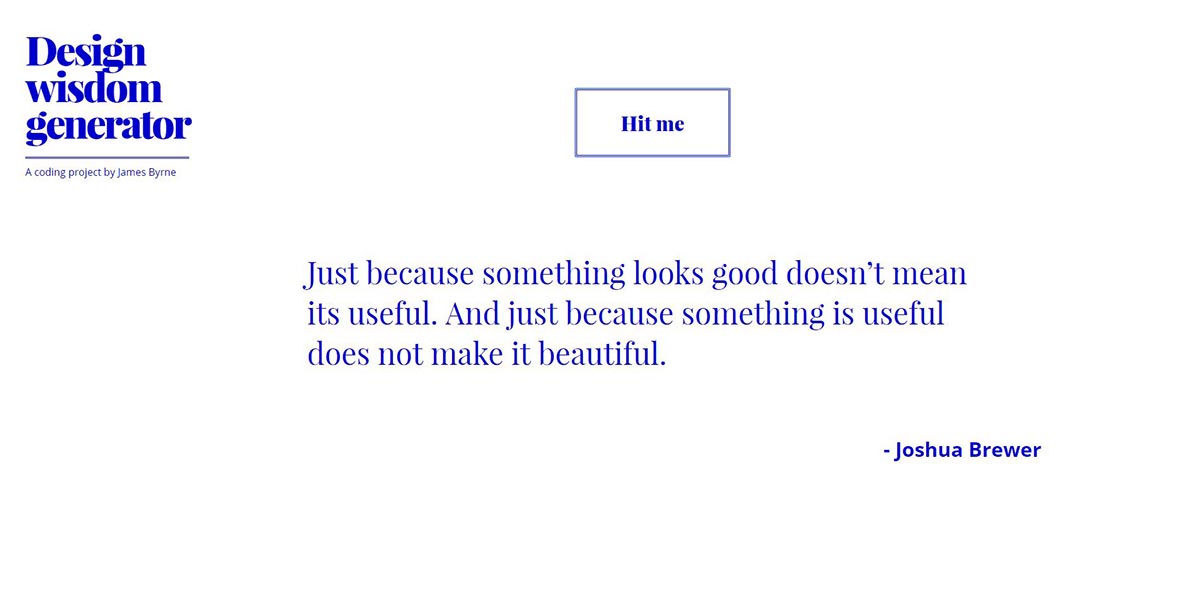 Design
wisdom
generator
A coding project by James Byrne
Hit me
Just because something looks good doesn’t mean
its useful. And just because something is useful
does not make it beautiful.
- Joshua Brewer